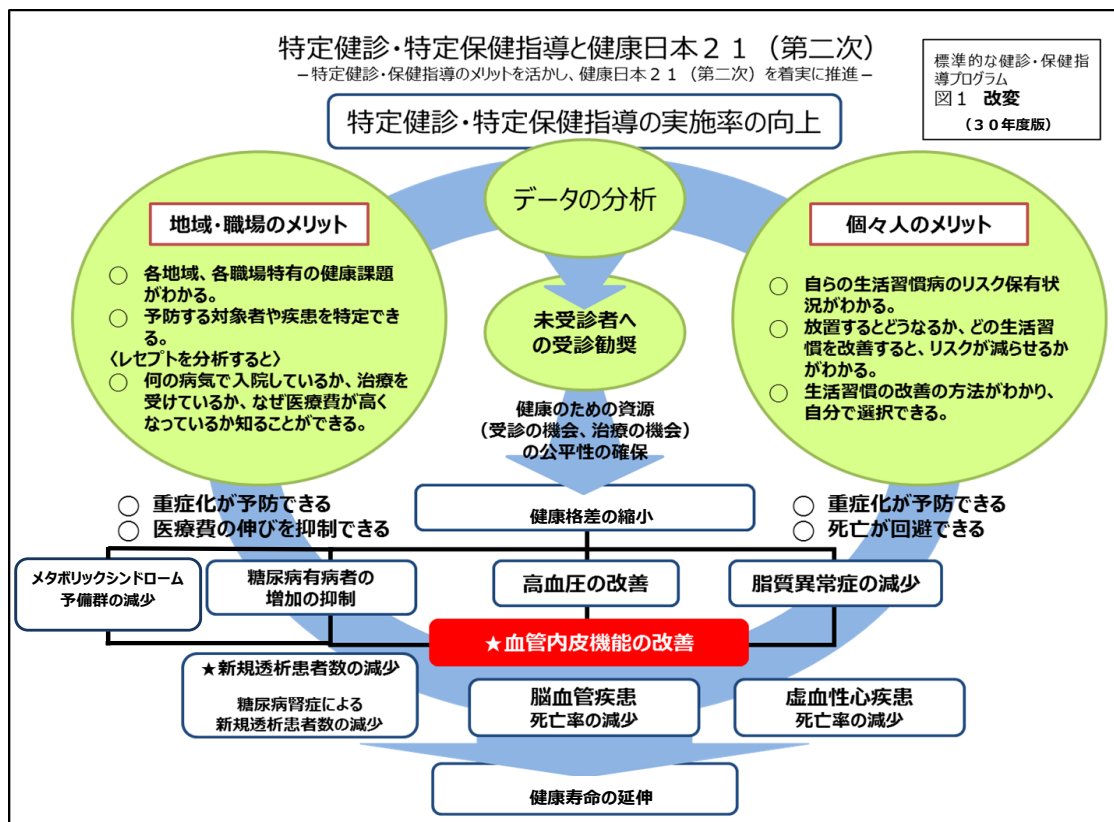 特定健診・特定保健指導と健康日本２１（第二次）
－特定健診・保健指導のメリットを活かし、健康日本２１（第二次）を着実に推進－
標準的な健診・保健指
導プログラム
図１ 改変
（３０年度版）
特定健診・特定保健指導の実施率の向上
データの分析
地域・職場のメリット
○ 各地域、各職場特有の健康課題
がわかる。
○ 予防する対象者や疾患を特定でき
る。
〈レセプトを分析すると〉
○ 何の病気で入院しているか、治療を
受けているか、なぜ医療費が高く
なっているか知ることができる。
個々人のメリット
○ 自らの生活習慣病のリスク保有状
況がわかる。
○ 放置するとどうなるか、どの生活習
慣を改善すると、リスクが減らせるか
がわかる。
○ 生活習慣の改善の方法がわかり、
自分で選択できる。
未受診者へ
の受診勧奨
健康のための資源
（受診の機会、治療の機会）
の公平性の確保
○ 重症化が予防できる
○ 医療費の伸びを抑制できる
健康格差の縮小
○ 重症化が予防できる
○ 死亡が回避できる
メタボリックシンドローム
予備群の減少
糖尿病有病者の
増加の抑制
高血圧の改善
脂質異常症の減少
★血管内皮機能の改善
★新規透析患者数の減少
糖尿病腎症による
新規透析患者数の減少
脳血管疾患
死亡率の減少
虚血性心疾患
死亡率の減少
健康寿命の延伸